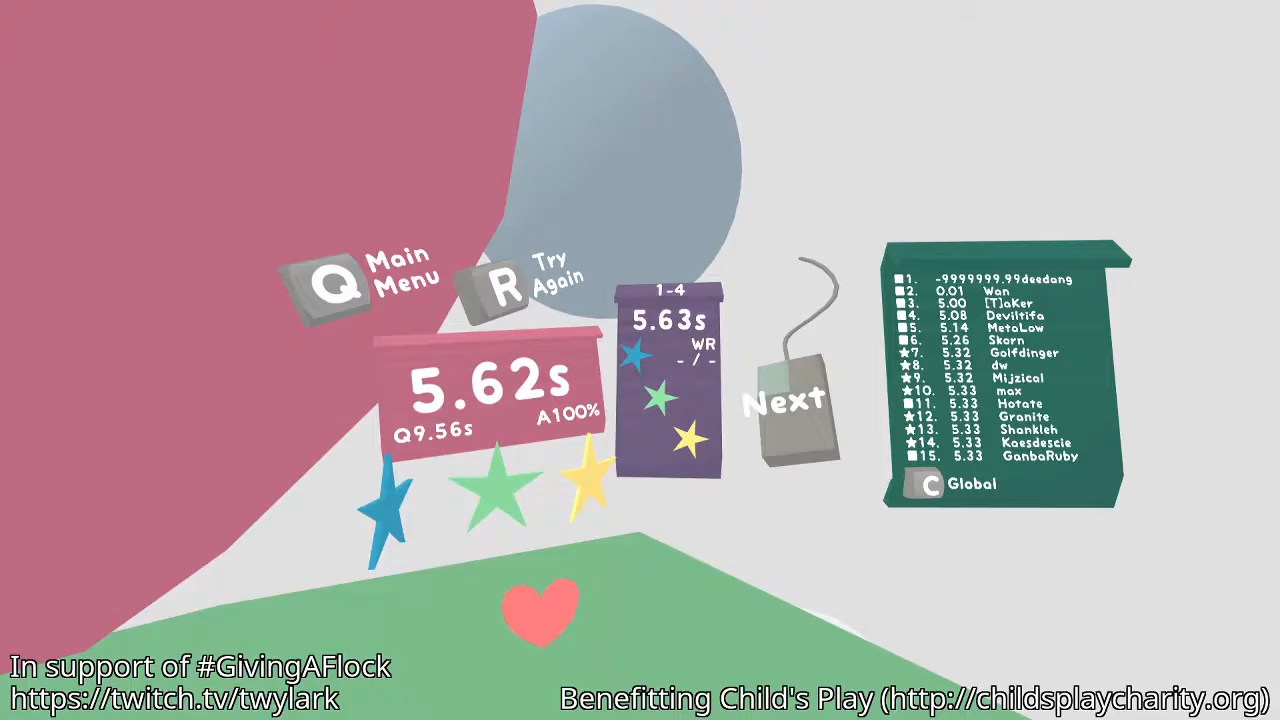 Q Main
Menu
R Try
Again
5.62s
Q9.56s
A100%
1-4
5.63s
WR
- / -
Next
1. -9999999.99deedang
2. 0.01 Wan
3. 5.00 [T]aKer
4. 5.08 Deviltifa
5. 5.14 MetaLow
6. 5.26 Skorn
7. 5.32 Golfdinger
8. 5.32 dw
9. 5.32 Mijzical
10. 5.33 max
11. 5.33 Hotate
12. 5.33 Granite
13. 5.33 Shankleh
14. 5.33 Kaesdescie
15. 5.33 GanbaRuby
C Global
In support of #GivingAFlock
https://twitch.tv/twylark
Benefitting Child's Play (http://childsplaycharity.org)